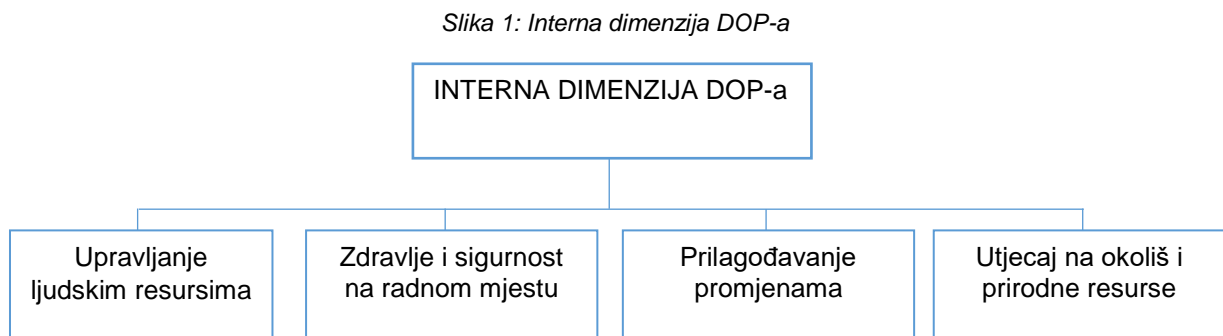 Slika 1: Interna dimenzija DOP-a
INTERNA DIMENZIJA DOP-a
Upravljanje
ljudskim resursima
Zdravlje i sigurnost
na radnom mjestu
Prilagođavanje
promjenama
Utjecaj na okoliš i
prirodne resurse